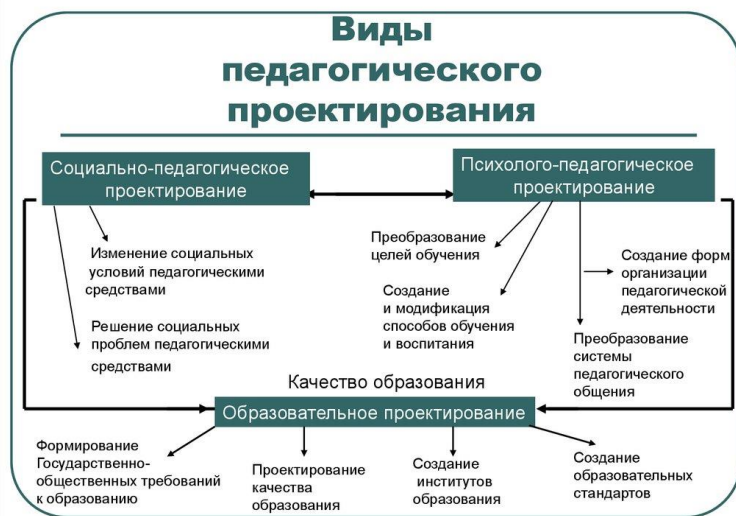 Виды
педагогического
проектирования
Социально-педагогическое
проектирование
Психолого-педагогическое
проектирование
Изменение социальных
условий педагогическими
средствами
Решение социальных
проблем педагогическими
средствами
Преобразование
целей обучения
Создание
и модификация
способов обучения
и воспитания
Создание форм
организации
педагогической
деятельности
Преобразование
системы
педагогического
общения
Качество образования
Образовательное проектирование
Формирование
Государственно-
общественных требований
к образованию
Проектирование
качества
образования
Создание
институтов
образования
Создание
образовательных
стандартов